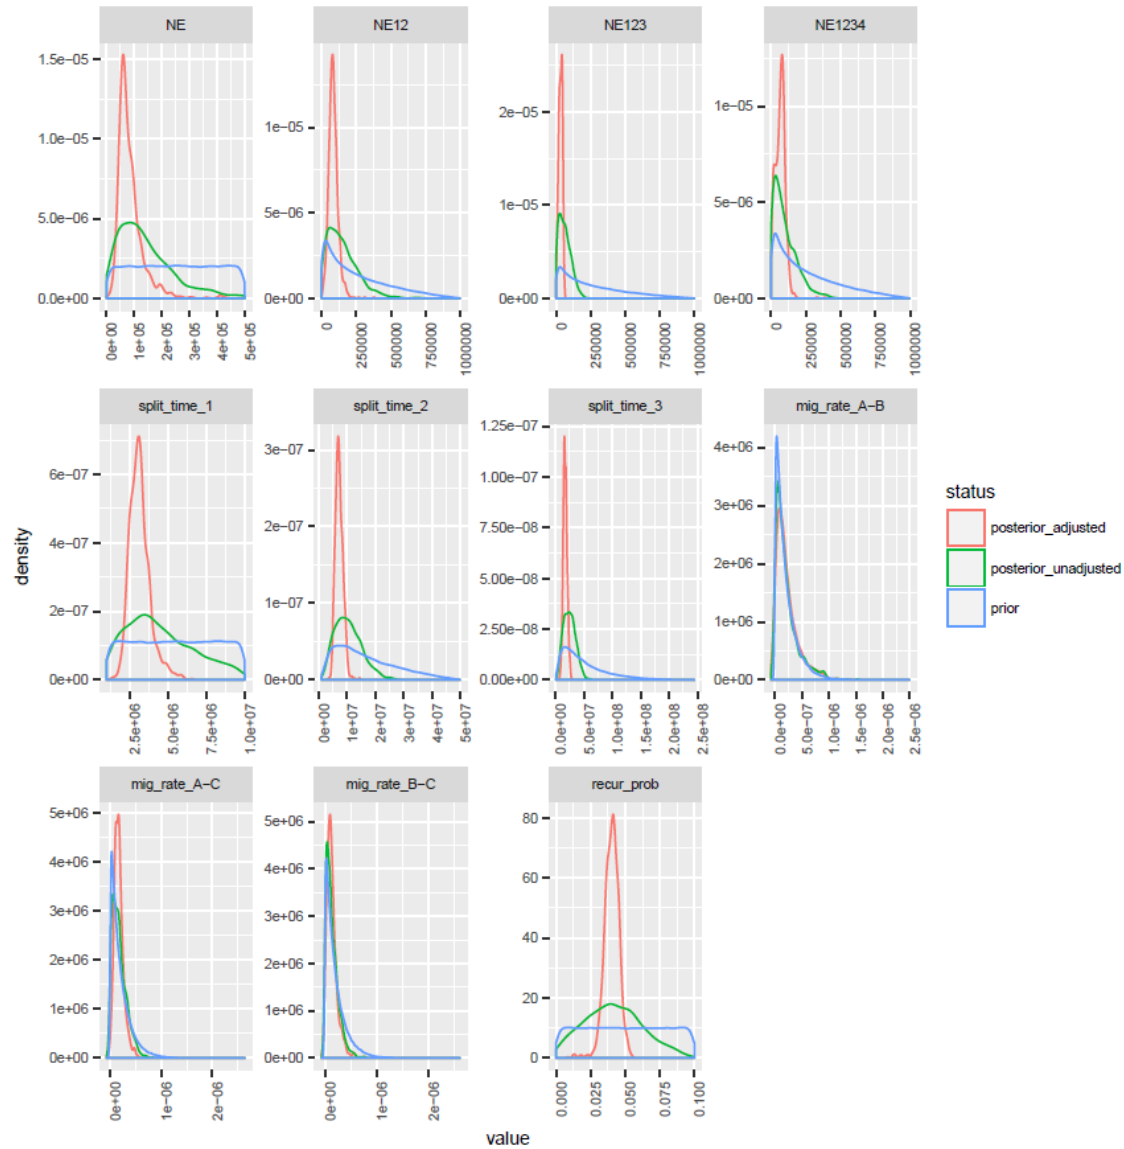 NE NE12 NE123 NE1234
1.5e−05
1.0e−05
5.0e−06
0.0e+00
1e−05
5e−06
0e+00
2e−05
1e−05
0e+00
1e−05
5e−06
0e+00
0e+00 1e+05 2e+05 3e+05 4e+05 5e+05
0 250000 500000 750000 1000000
0 250000 500000 750000 1000000
0 250000 500000 750000 1000000
split_time_1 split_time_2 split_time_3 mig_rate_A−B
6e−07
4e−07
2e−07
0e+00
3e−07
2e−07
1e−07
0e+00
1.25e−07
1.00e−07
7.50e−08
5.00e−08
2.50e−08
0.00e+00
4e+06
3e+06
2e+06
1e+06
0e+00
2.5e+06 5.0e+06 7.5e+06 1.0e+07
0e+00 1e+07 2e+07 3e+07 4e+07 5e+07
0.0e+00 5.0e+07 1.0e+08 1.5e+08 2.0e+08 2.5e+08
0.0e+00 5.0e−07 1.0e−06 1.5e−06 2.0e−06 2.5e−06
mig_rate_A−C mig_rate_B−C recur_prob
5e+06
4e+06
3e+06
2e+06
1e+06
0e+00
5e+06
4e+06
3e+06
2e+06
1e+06
0e+00
80
60
40
20
0
0e+00 1e−06 2e−06
0e+00 1e−06 2e−06
0.000 0.025 0.050 0.075 0.100
density
value
status
posterior_adjusted
posterior_unadjusted
prior